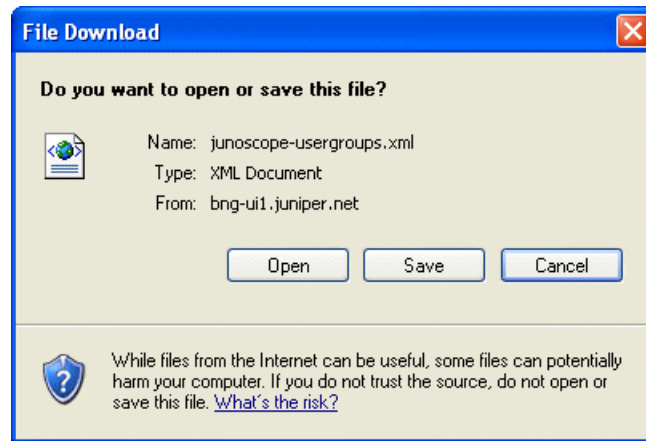 File Download
Do you want to open or save this file?
Name: junoscope-usergroups.xml
Type: XML Document
From: bng-ui1.juniper.net
Open Save Cancel
While files from the Internet can be useful, some files can potentially
harm your computer. If you do not trust the source, do not open or
save this file. What's the risk?